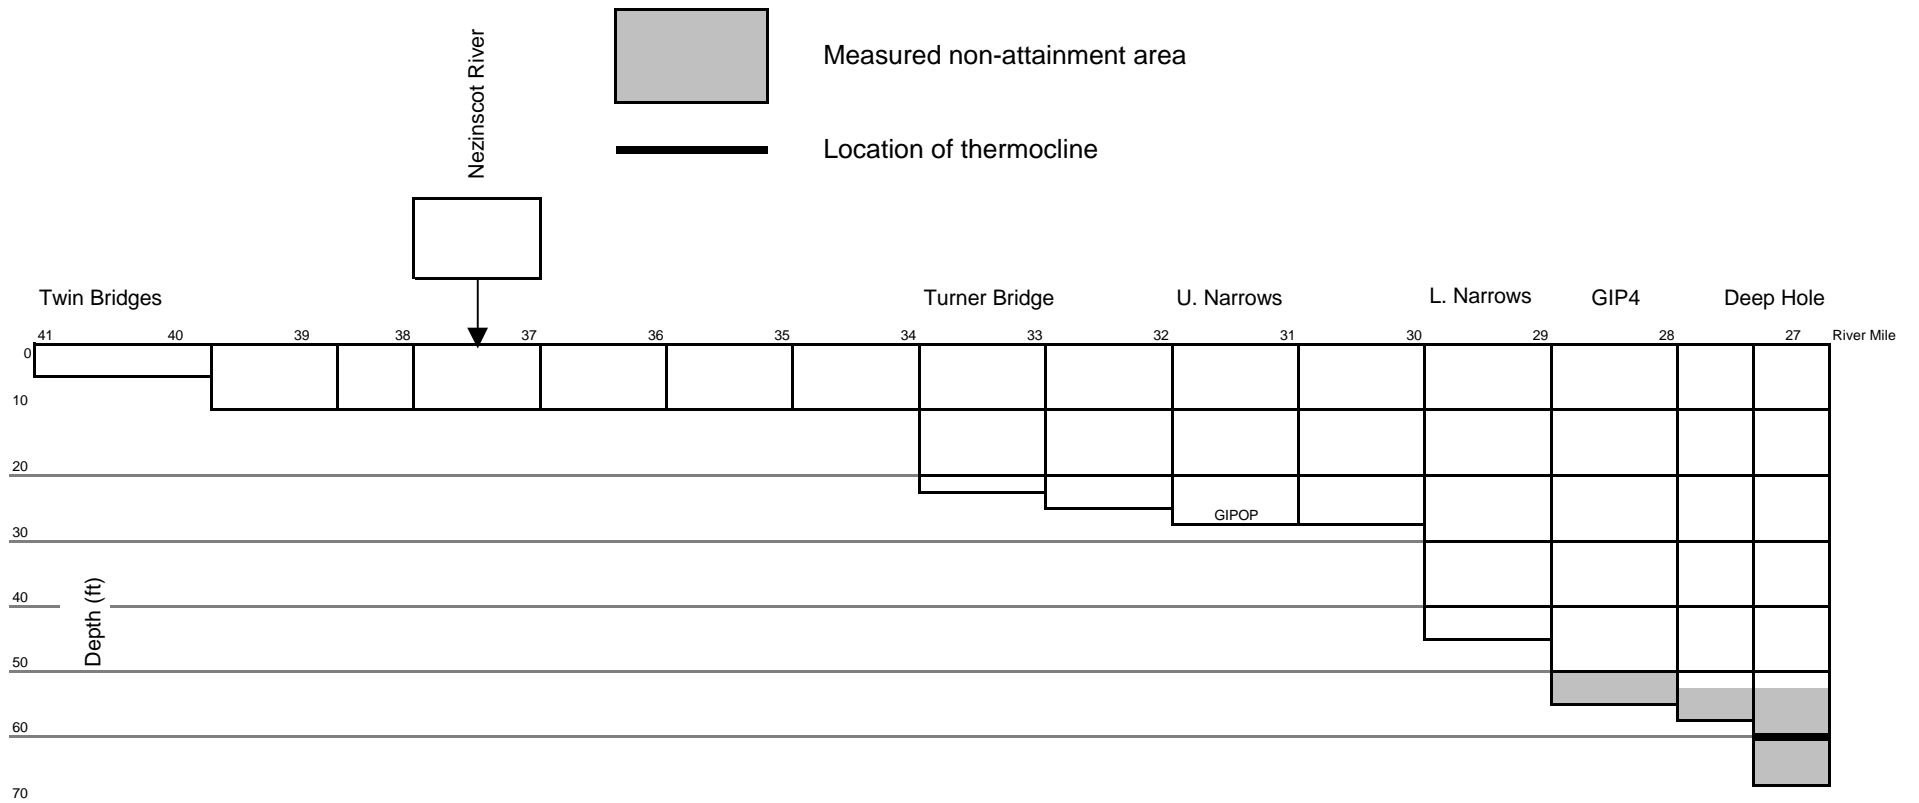 Nezinscot River
Measured non-attainment area
Location of thermocline
Twin Bridges
Turner Bridge
U. Narrows
L. Narrows
GIP4
Deep Hole
41 40 39 38 37 36 35 34 33 32 31 30 29 28 27 River Mile
0
10
20
GIPOP
30
40
Depth (ft)
50
60
70